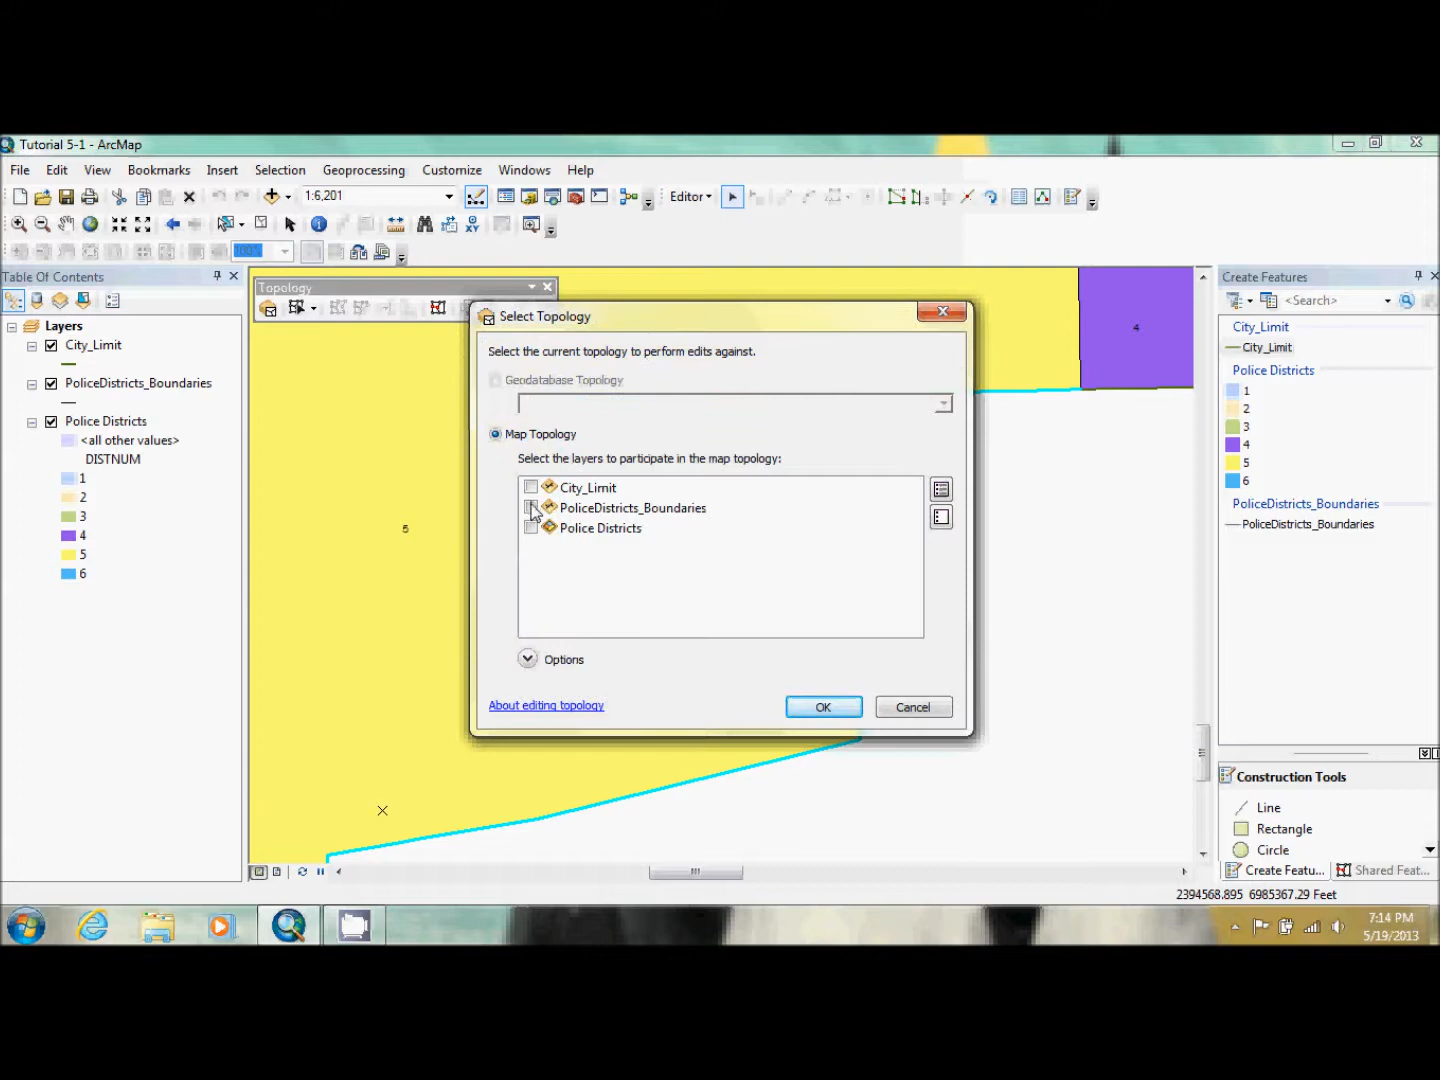 Tutorial 5-1 - ArcMap
File Edit View Bookmarks Insert Selection Geoprocessing Customize Windows Help
1:6,201
Editor
100%
Table Of Contents
Layers
City_Limit
PoliceDistricts_Boundaries
Police Districts
<all other values>
DISTNUM
1
2
3
4
5
6
Topology
4
5
Select Topology
Select the current topology to perform edits against.
Geodatabase Topology
Map Topology
Select the layers to participate in the map topology:
City_Limit
PoliceDistricts_Boundaries
Police Districts
Options
About editing topology
OK Cancel
Create Features
<Search>
City_Limit
City_Limit
Police Districts
1
2
3
4
5
6
PoliceDistricts_Boundaries
PoliceDistricts_Boundaries
Construction Tools
Line
Rectangle
Circle
Create Featu... Shared Feat...
2394568.895 6985367.29 Feet
7:14 PM
5/19/2013